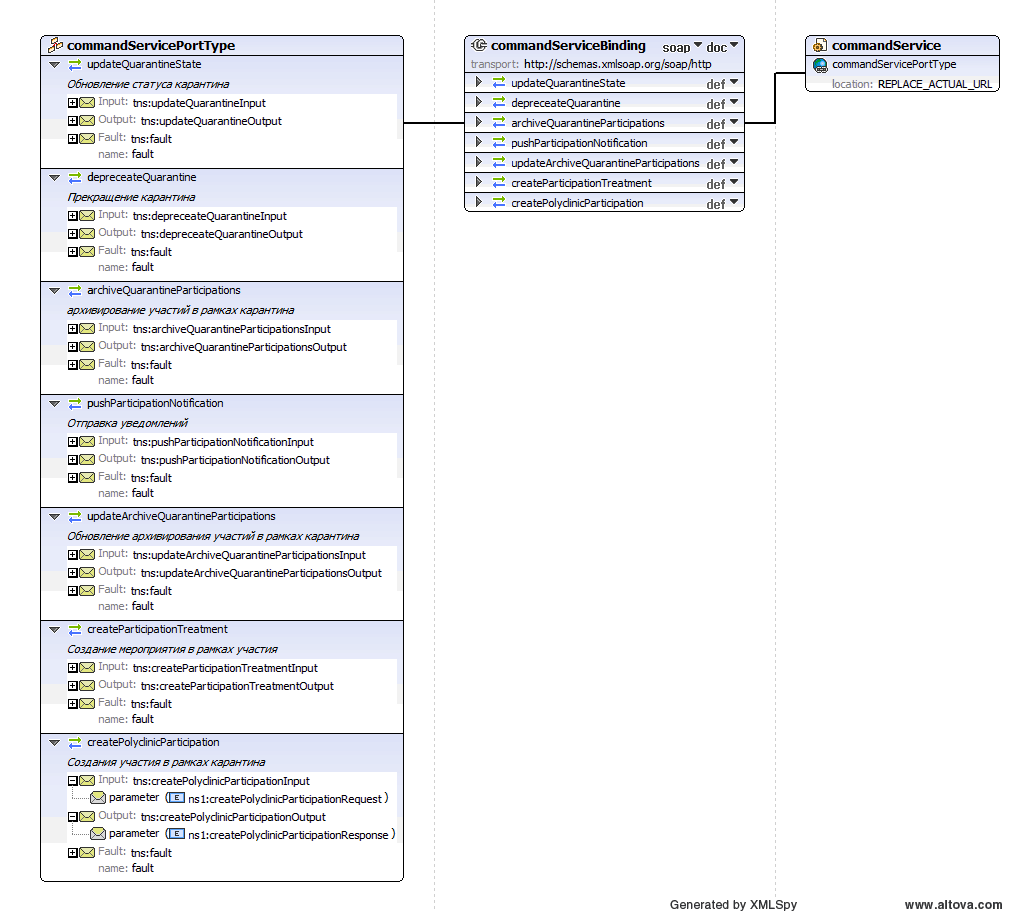 commandServicePortType
updateQuarantineState
Обновление статуса карантина
Input: tns:updateQuarantineInput
Output: tns:updateQuarantineOutput
Fault: tns:fault
name: fault
depreceateQuarantine
Прекращение карантина
Input: tns:depreceateQuarantineInput
Output: tns:depreceateQuarantineOutput
Fault: tns:fault
name: fault
archiveQuarantineParticipations
архивирование участий в рамках карантина
Input: tns:archiveQuarantineParticipationsInput
Output: tns:archiveQuarantineParticipationsOutput
Fault: tns:fault
name: fault
pushParticipationNotification
Отправка уведомлений
Input: tns:pushParticipationNotificationInput
Output: tns:pushParticipationNotificationOutput
Fault: tns:fault
name: fault
updateArchiveQuarantineParticipations
Обновление архивирования участий в рамках карантина
Input: tns:updateArchiveQuarantineParticipationsInput
Output: tns:updateArchiveQuarantineParticipationsOutput
Fault: tns:fault
name: fault
createParticipationTreatment
Создание мероприятия в рамках участия
Input: tns:createParticipationTreatmentInput
Output: tns:createParticipationTreatmentOutput
Fault: tns:fault
name: fault
createPolyclinicParticipation
Создания участия в рамках карантина
Input: tns:createPolyclinicParticipationInput
parameter ( E ns1:createPolyclinicParticipationRequest )
Output: tns:createPolyclinicParticipationOutput
parameter ( E ns1:createPolyclinicParticipationResponse )
Fault: tns:fault
name: fault
commandServiceBinding soap doc
transport: http://schemas.xmlsoap.org/soap/http
updateQuarantineState def
depreceateQuarantine def
archiveQuarantineParticipations def
pushParticipationNotification def
updateArchiveQuarantineParticipations def
createParticipationTreatment def
createPolyclinicParticipation def
commandService
commandServicePortType
location: REPLACE_ACTUAL_URL
Generated by XMLSpy
www.altova.com